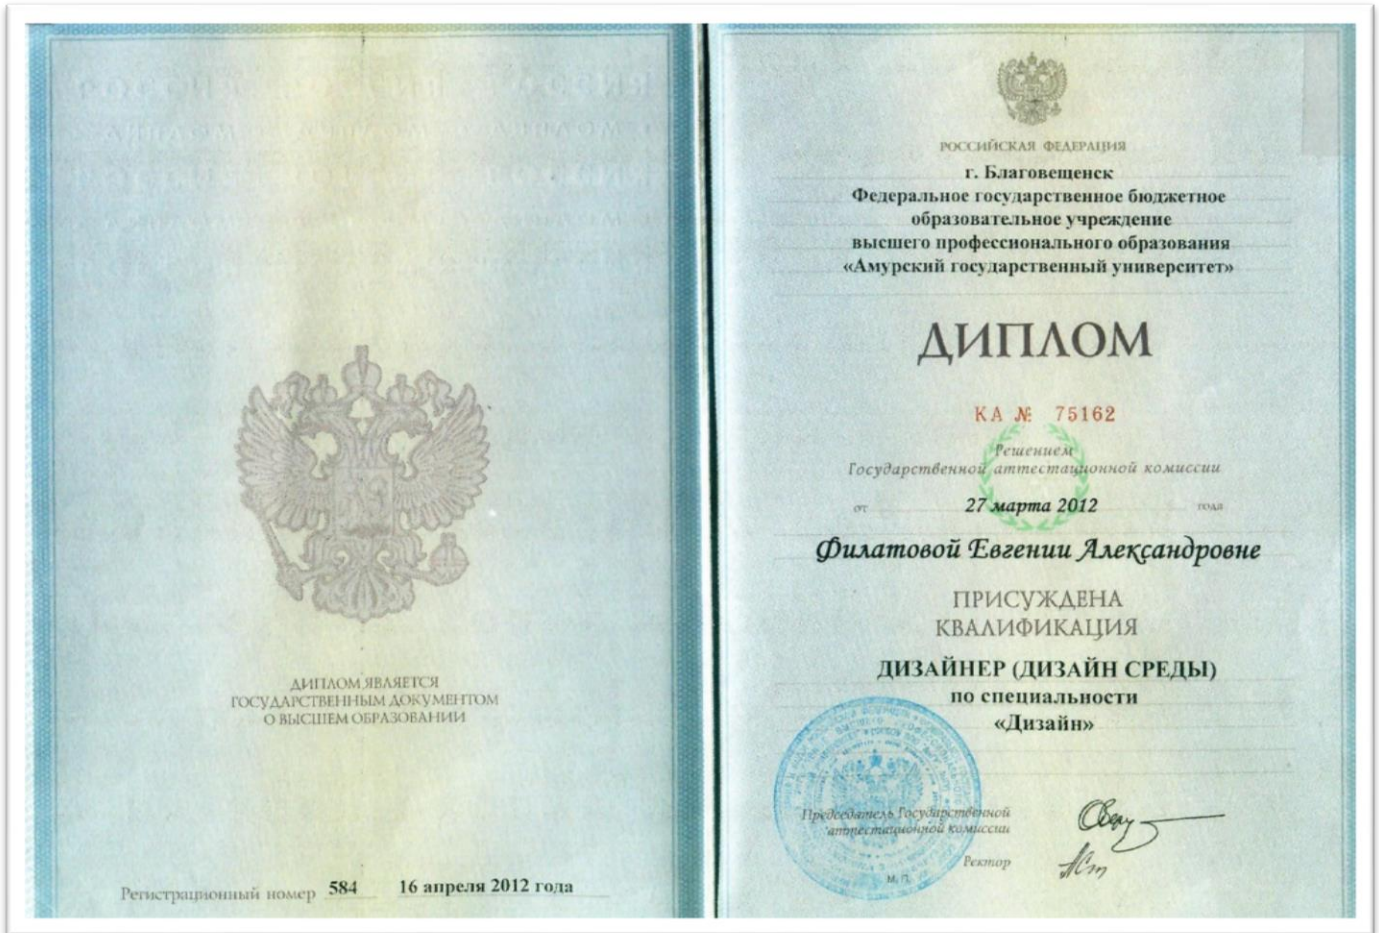 ДИПЛОМ ЯВЛЯЕТСЯ
ГОСУДАРСТВЕННЫМ ДОКУМЕНТОМ
О ВЫСШЕМ ОБРАЗОВАНИИ
Регистрационный номер 584 16 апреля 2012 года
РОССИЙСКАЯ ФЕДЕРАЦИЯ
г. Благовещенск
Федеральное государственное бюджетное
образовательное учреждение
высшего профессионального образования
«Амурский государственный университет»
ДИПЛОМ
КА № 75162
Решением
Государственной аттестационной комиссии
от 27 марта 2012 года
Филатовой Евгении Александровне
ПРИСУЖДЕНА
КВАЛИФИКАЦИЯ
ДИЗАЙНЕР (ДИЗАЙН СРЕДЫ)
по специальности
«Дизайн»
Председатель Государственной
аттестационной комиссии
Ректор
М. П.